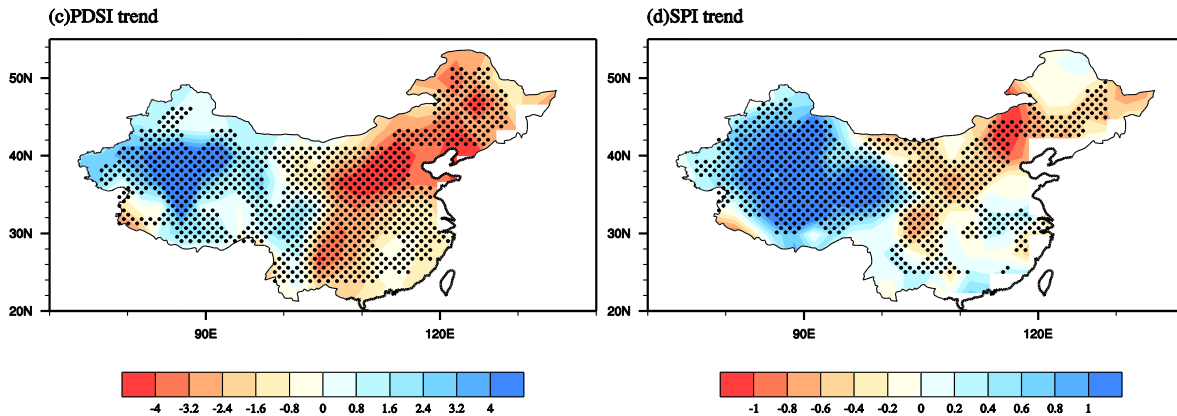 (c)PDSI trend
(d)SPI trend
50N
40N
30N
20N
90E
120E
50N
40N
30N
20N
90E
120E
-4 -3.2 -2.4 -1.6 -0.8 0 0.8 1.6 2.4 3.2 4
-1 -0.8 -0.6 -0.4 -0.2 0 0.2 0.4 0.6 0.8 1